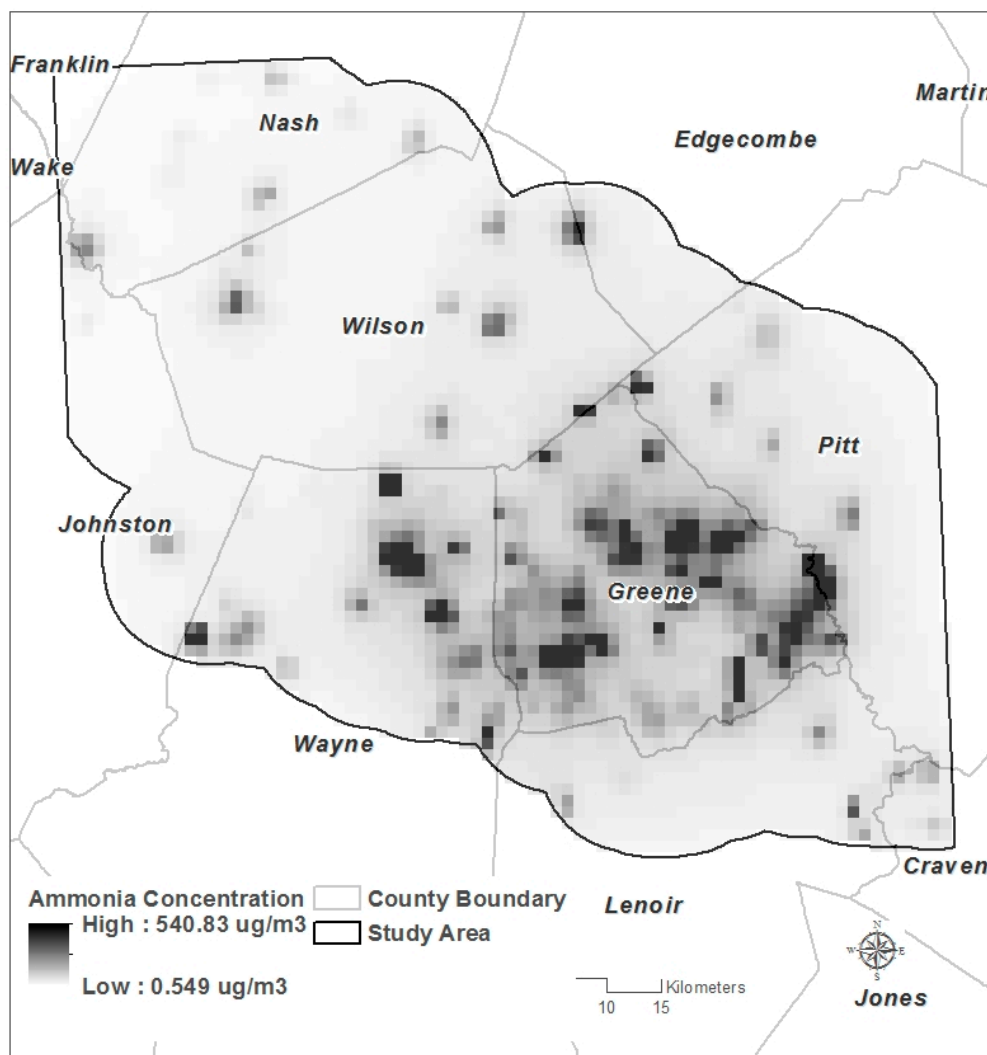 Franklin
Martin
Nash
Edgecombe
Wake
Wilson
Pitt
Johnston
Greene
Wayne
Craven
Ammonia Concentration
High : 540.83 ug/m3
Low : 0.549 ug/m3
County Boundary
Study Area
Lenoir
N
W E
S
Kilometers
10 15
Jones